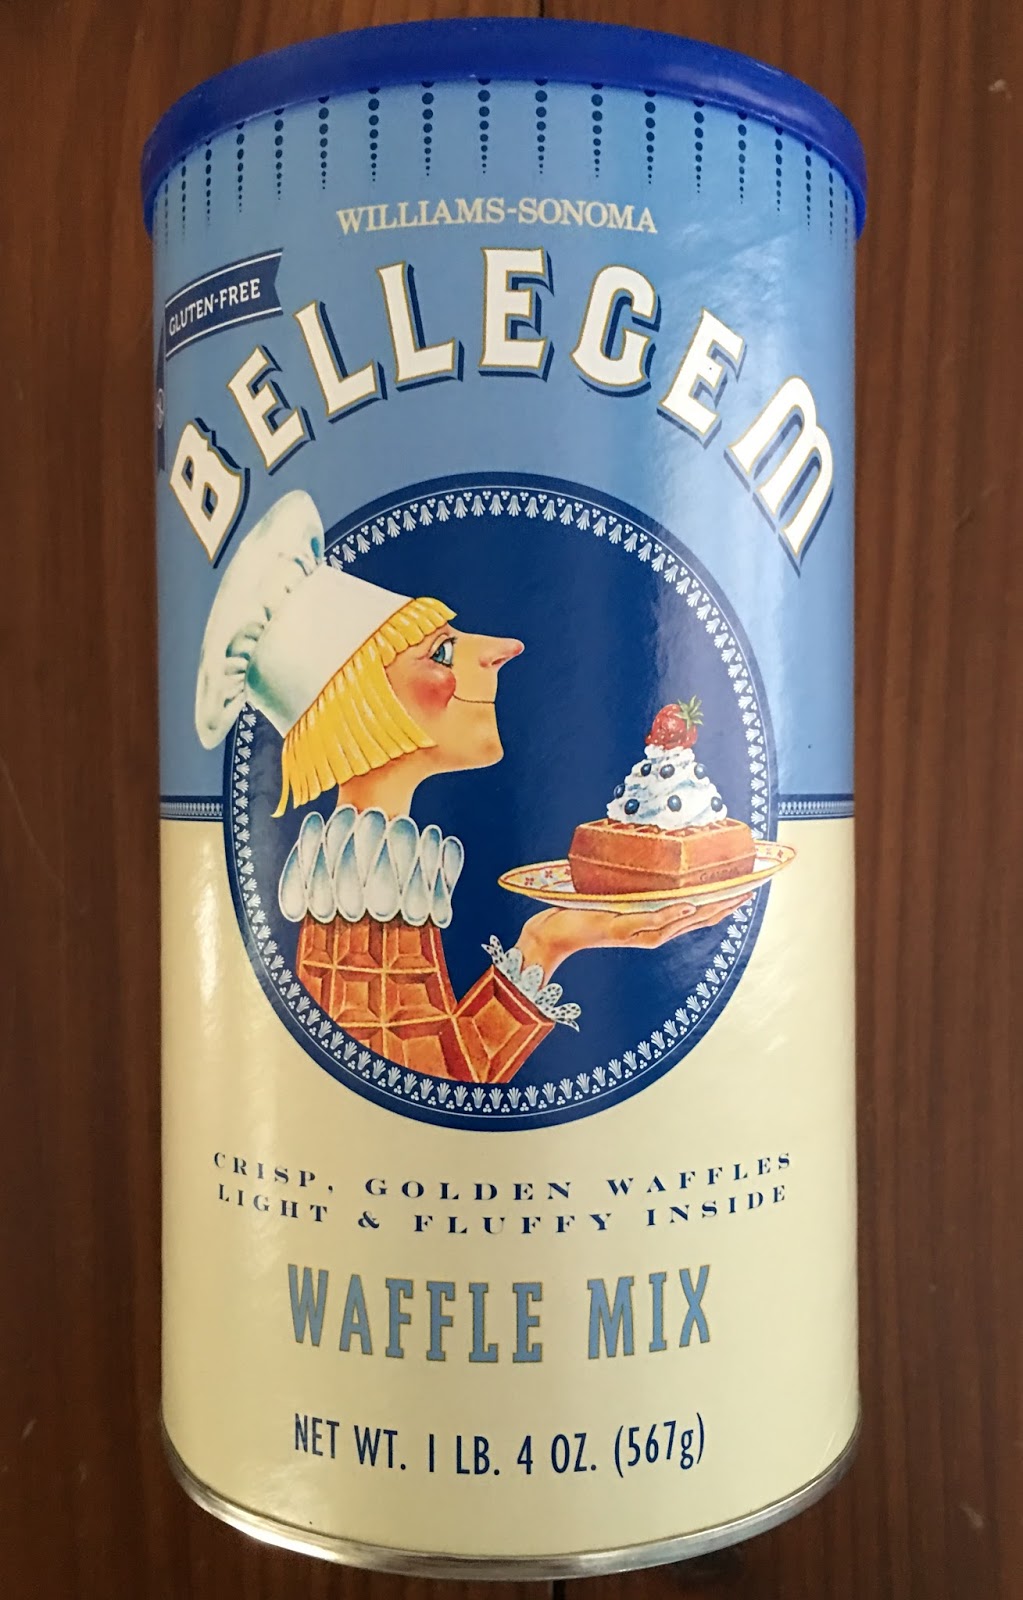 WILLIAMS-SONOMA
GLUTEN-FREE
BELLEGEM
CRISP, GOLDEN WAFFLES
LIGHT & FLUFFY INSIDE
WAFFLE MIX
NET WT. 1 LB. 4 OZ. (567g)